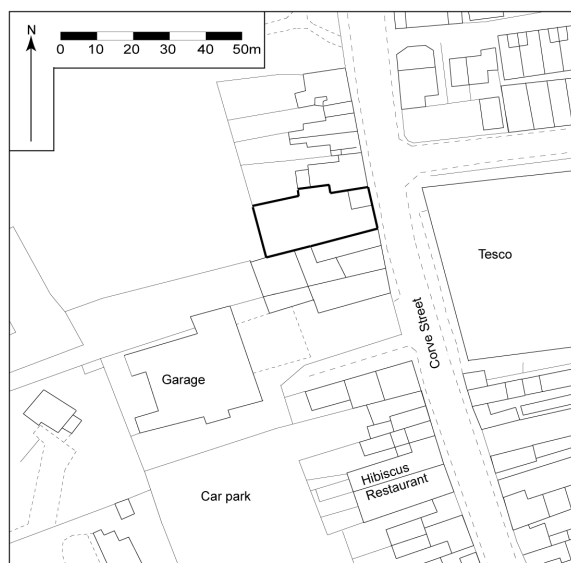 N
0 10 20 30 40 50m
Tesco
Corve Street
Garage
Hibiscus
Restaurant
Car park